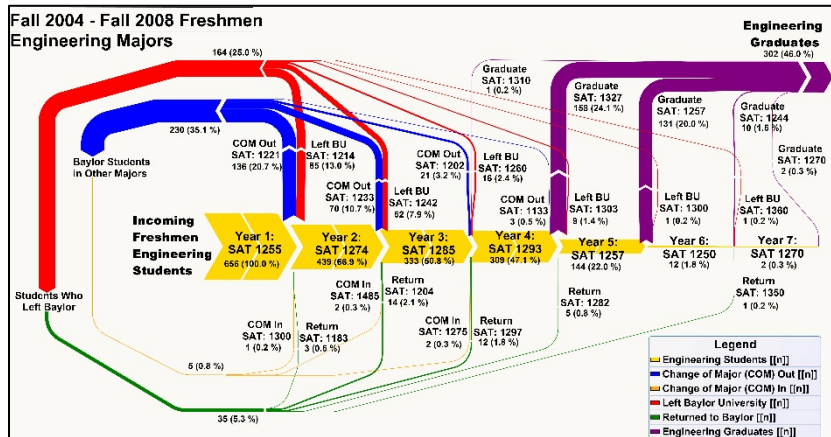 Fall 2004 - Fall 2008 Freshmen
Engineering Majors
Engineering
Graduates
302 (46.0 %)
164 (25.0 %)
230 (35.1%)
Baylor Students
in Other Majors
COM Out
SAT: 1221
136 (20.7 %)
Left BU
SAT: 1214
85 (13.0 %)
COM Out
SAT: 1233
70 (10.7 %)
Left BU
SAT: 1242
52 (7.9 %)
COM Out
SAT: 1202
21 (3.2 %)
Left BU
SAT: 1260
16 (2.4 %)
Graduate
SAT: 1310
1 (0.2 %)
Graduate
SAT: 1327
158 (24.1 %)
Graduate
SAT: 1257
131 (20.0 %)
Graduate
SAT: 1244
10 (1.5 %)
Graduate
SAT: 1270
2 (0.3 %)
COM Out
SAT: 1133
3 (0.5 %)
Left BU
SAT: 1303
9 (1.4 %)
Left BU
SAT: 1300
1 (0.2 %)
Left BU
SAT: 1360
1 (0.2 %)
Incoming
Freshmen
Engineering
Students
Year 1:
SAT 1255
656 (100.0 %)
Year 2:
SAT 1274
439 (66.9 %)
Year 3:
SAT 1285
333 (50.8 %)
Year 4:
SAT 1293
309 (47.1 %)
Year 5:
SAT 1257
144 (22.0 %)
Year 6:
SAT 1250
12 (1.8 %)
Year 7:
SAT 1270
2 (0.3 %)
Students Who
Left Baylor
COM In
SAT: 1300
1 (0.2 %)
Return
SAT: 1183
3 (0.5 %)
COM In
SAT: 1485
2 (0.3 %)
Return
SAT: 1204
14 (2.1 %)
COM In
SAT: 1275
2 (0.3 %)
Return
SAT: 1297
12 (1.8 %)
Return
SAT: 1282
5 (0.8 %)
Return
SAT: 1350
1 (0.2 %)
5 (0.8 %)
35 (5.3 %)
Legend
Engineering Students [[n]]
Change of Major (COM) Out [[n]]
Change of Major (COM) In [[n]]
Left Baylor University [[n]]
Returned to Baylor [[n]]
Engineering Graduates [[n]]